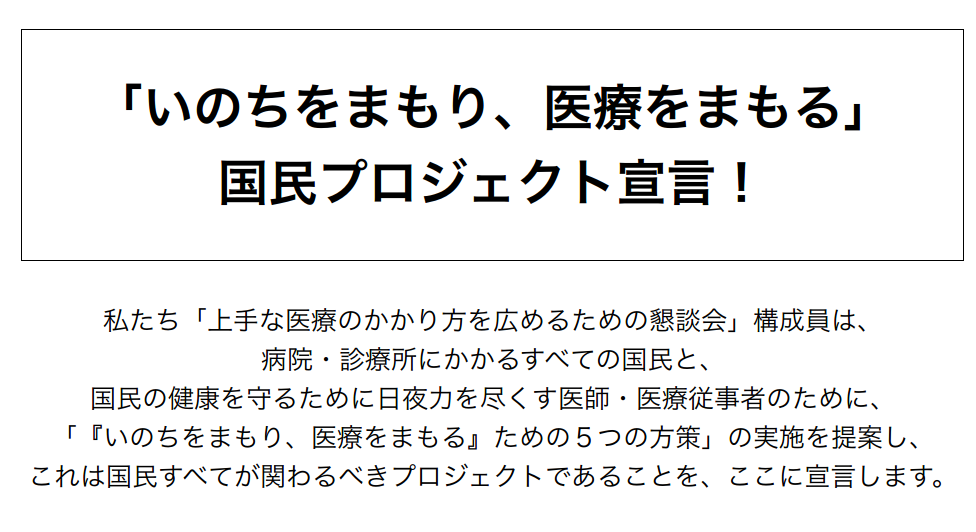 「いのちをまもり、医療をまもる」
国民プロジェクト宣言！
私たち「上手な医療のかかり方を広めるための懇談会」構成員は、
病院・診療所にかかるすべての国民と、
国民の健康を守るために日夜力を尽くす医師・医療従事者のために、
「『いのちをまもり、医療をまもる』ための５つの方策」の実施を提案し、
これは国民すべてが関わるべきプロジェクトであることを、ここに宣言します。